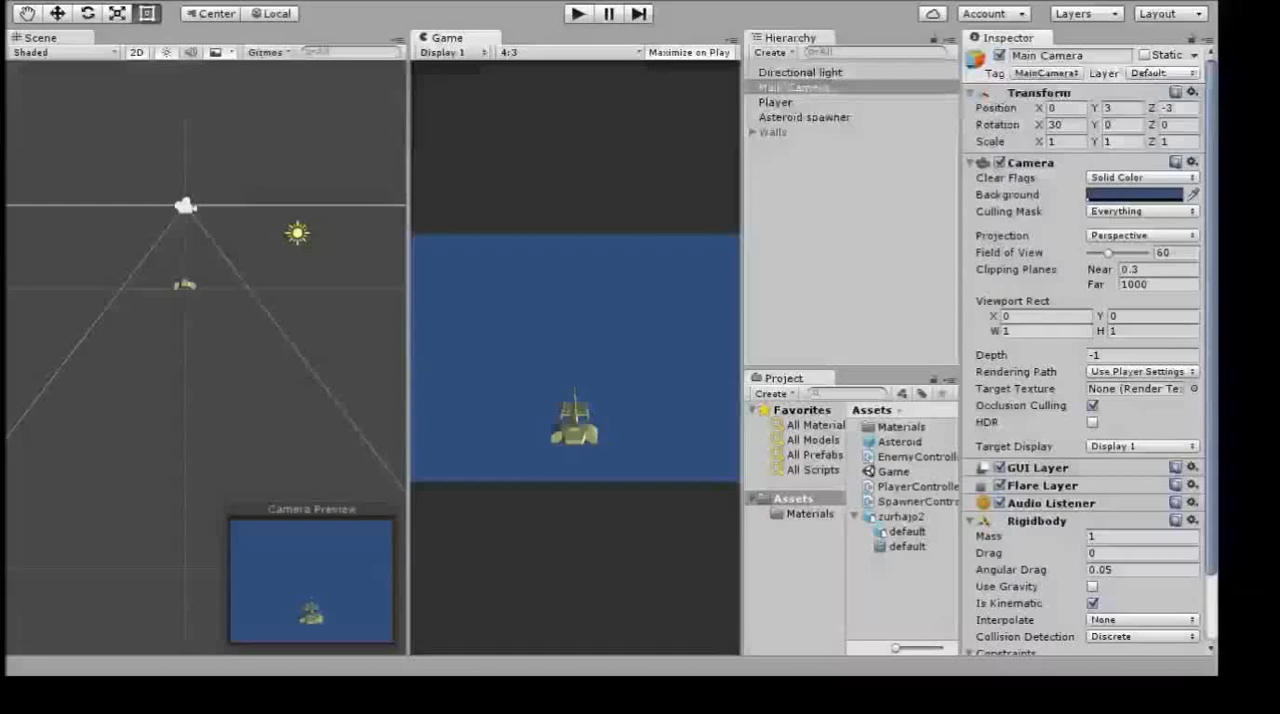 Center Local Account Layers Layout
Scene
Shaded 2D Gizmos
Game
Display 1 4:3 Maximize on Play
Camera Preview
Hierarchy
Create
Directional light
Main Camera
Player
Asteroid spawner
Walls
Project
Create
Favorites
All Material
All Models
All Prefabs
All Scripts
Assets
Materials
Assets
Materials
Asteroid
EnemyControll
Game
PlayerControlle
SpawnerContro
zurhajo2
default
default
Inspector
Main Camera Static
Tag MainCamera Layer Default
Transform
Position X 0 Y 3 Z -3
Rotation X 30 Y 0 Z 0
Scale X 1 Y 1 Z 1
Camera
Clear Flags Solid Color
Background
Culling Mask Everything
Projection Perspective
Field of View 60
Clipping Planes Near 0.3
Far 1000
Viewport Rect
X 0 Y 0
W 1 H 1
Depth -1
Rendering Path Use Player Settings
Target Texture None (Render Te
Occlusion Culling
HDR
Target Display Display 1
GUI Layer
Flare Layer
Audio Listener
Rigidbody
Mass 1
Drag 0
Angular Drag 0.05
Use Gravity
Is Kinematic
Interpolate None
Collision Detection Discrete
Constraints